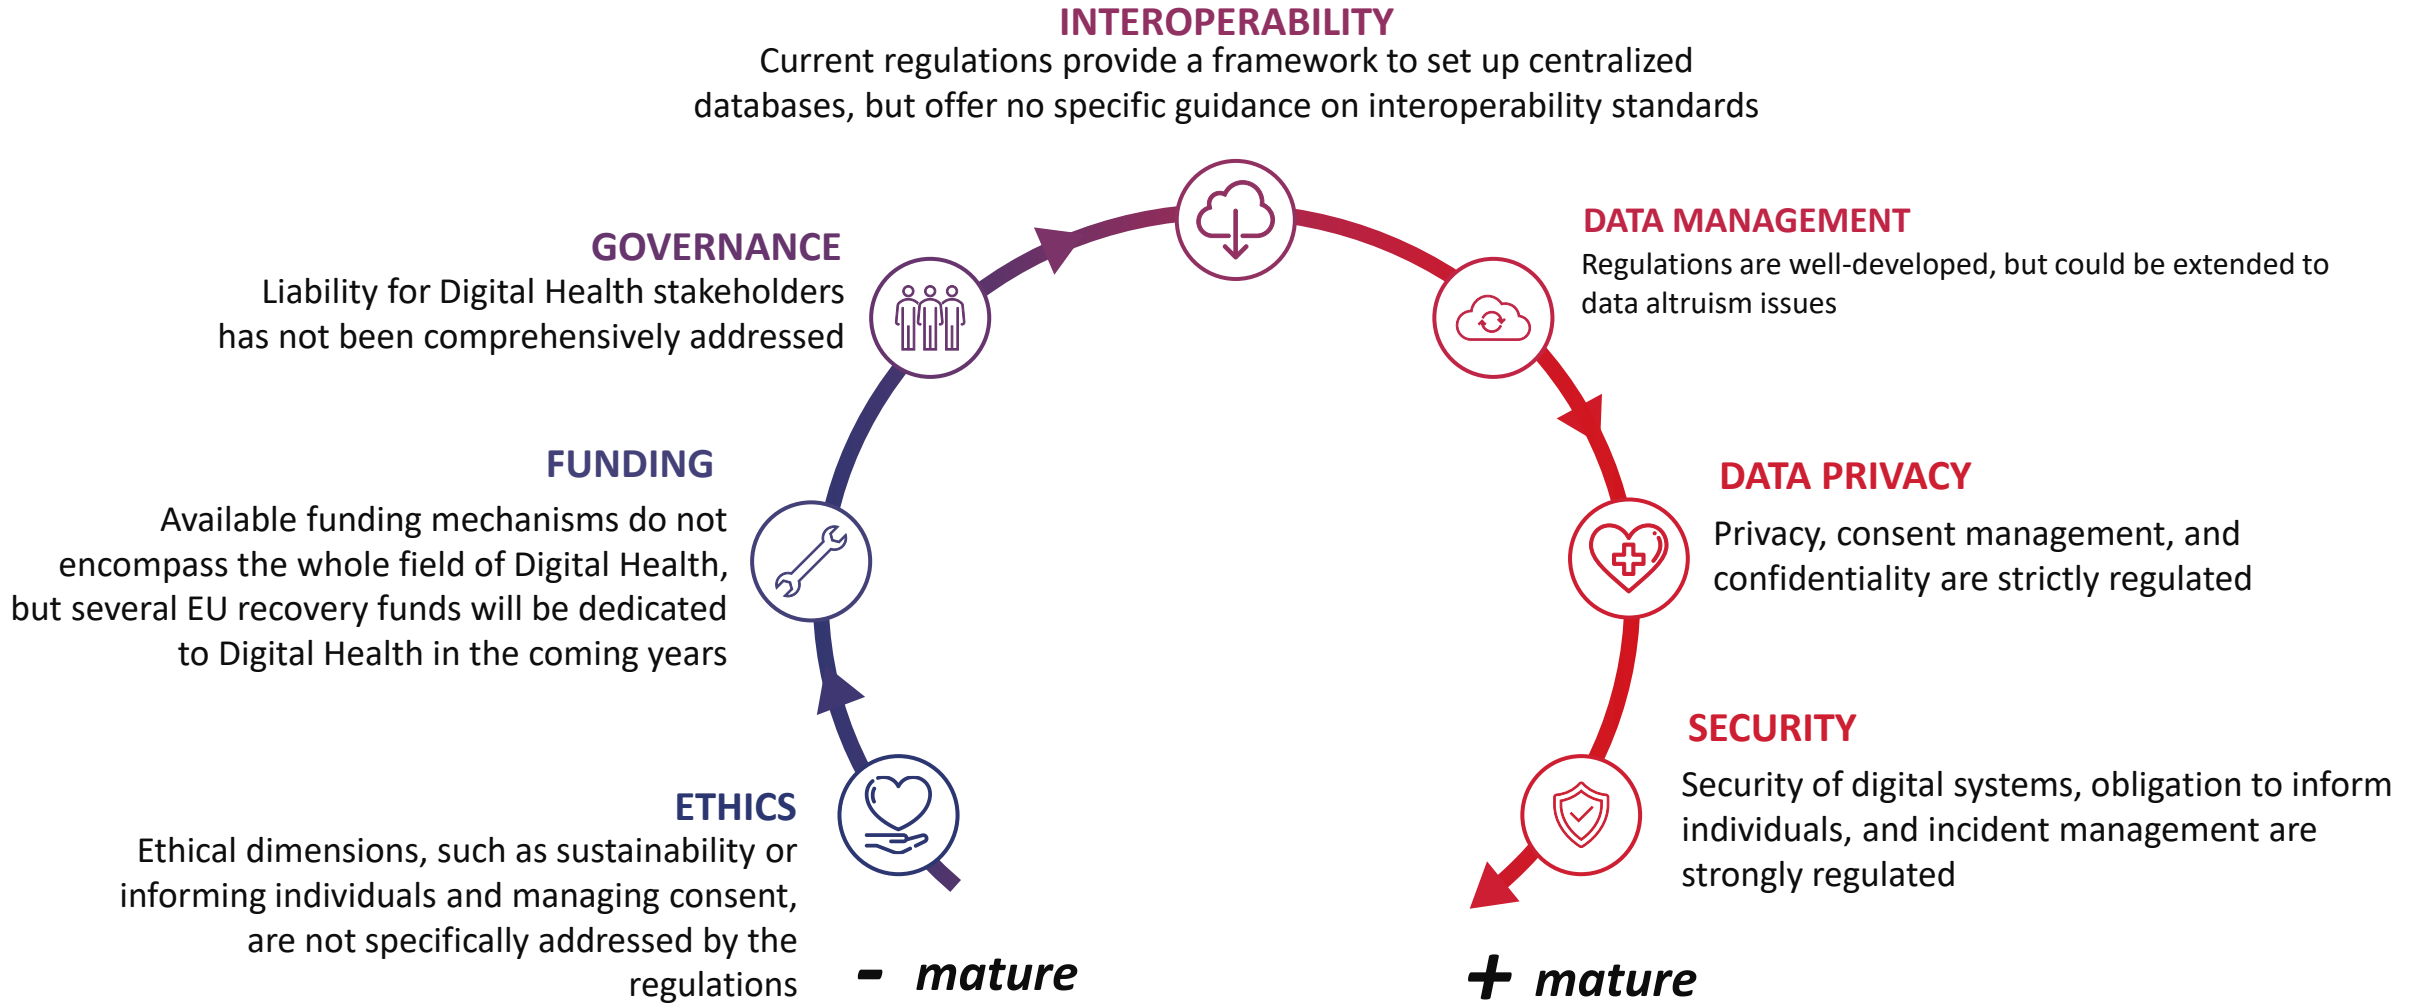 INTEROPERABILITY
Current regulations provide a framework to set up centralized
databases, but offer no specific guidance on interoperability standards
GOVERNANCE
Liability for Digital Health stakeholders
has not been comprehensively addressed
DATA MANAGEMENT
Regulations are well-developed, but could be extended to
data altruism issues
FUNDING
Available funding mechanisms do not
encompass the whole field of Digital Health,
but several EU recovery funds will be dedicated
to Digital Health in the coming years
DATA PRIVACY
Privacy, consent management, and
confidentiality are strictly regulated
ETHICS
Ethical dimensions, such as sustainability or
informing individuals and managing consent,
are not specifically addressed by the
regulations
SECURITY
Security of digital systems, obligation to inform
individuals, and incident management are
strongly regulated
- mature
+ mature